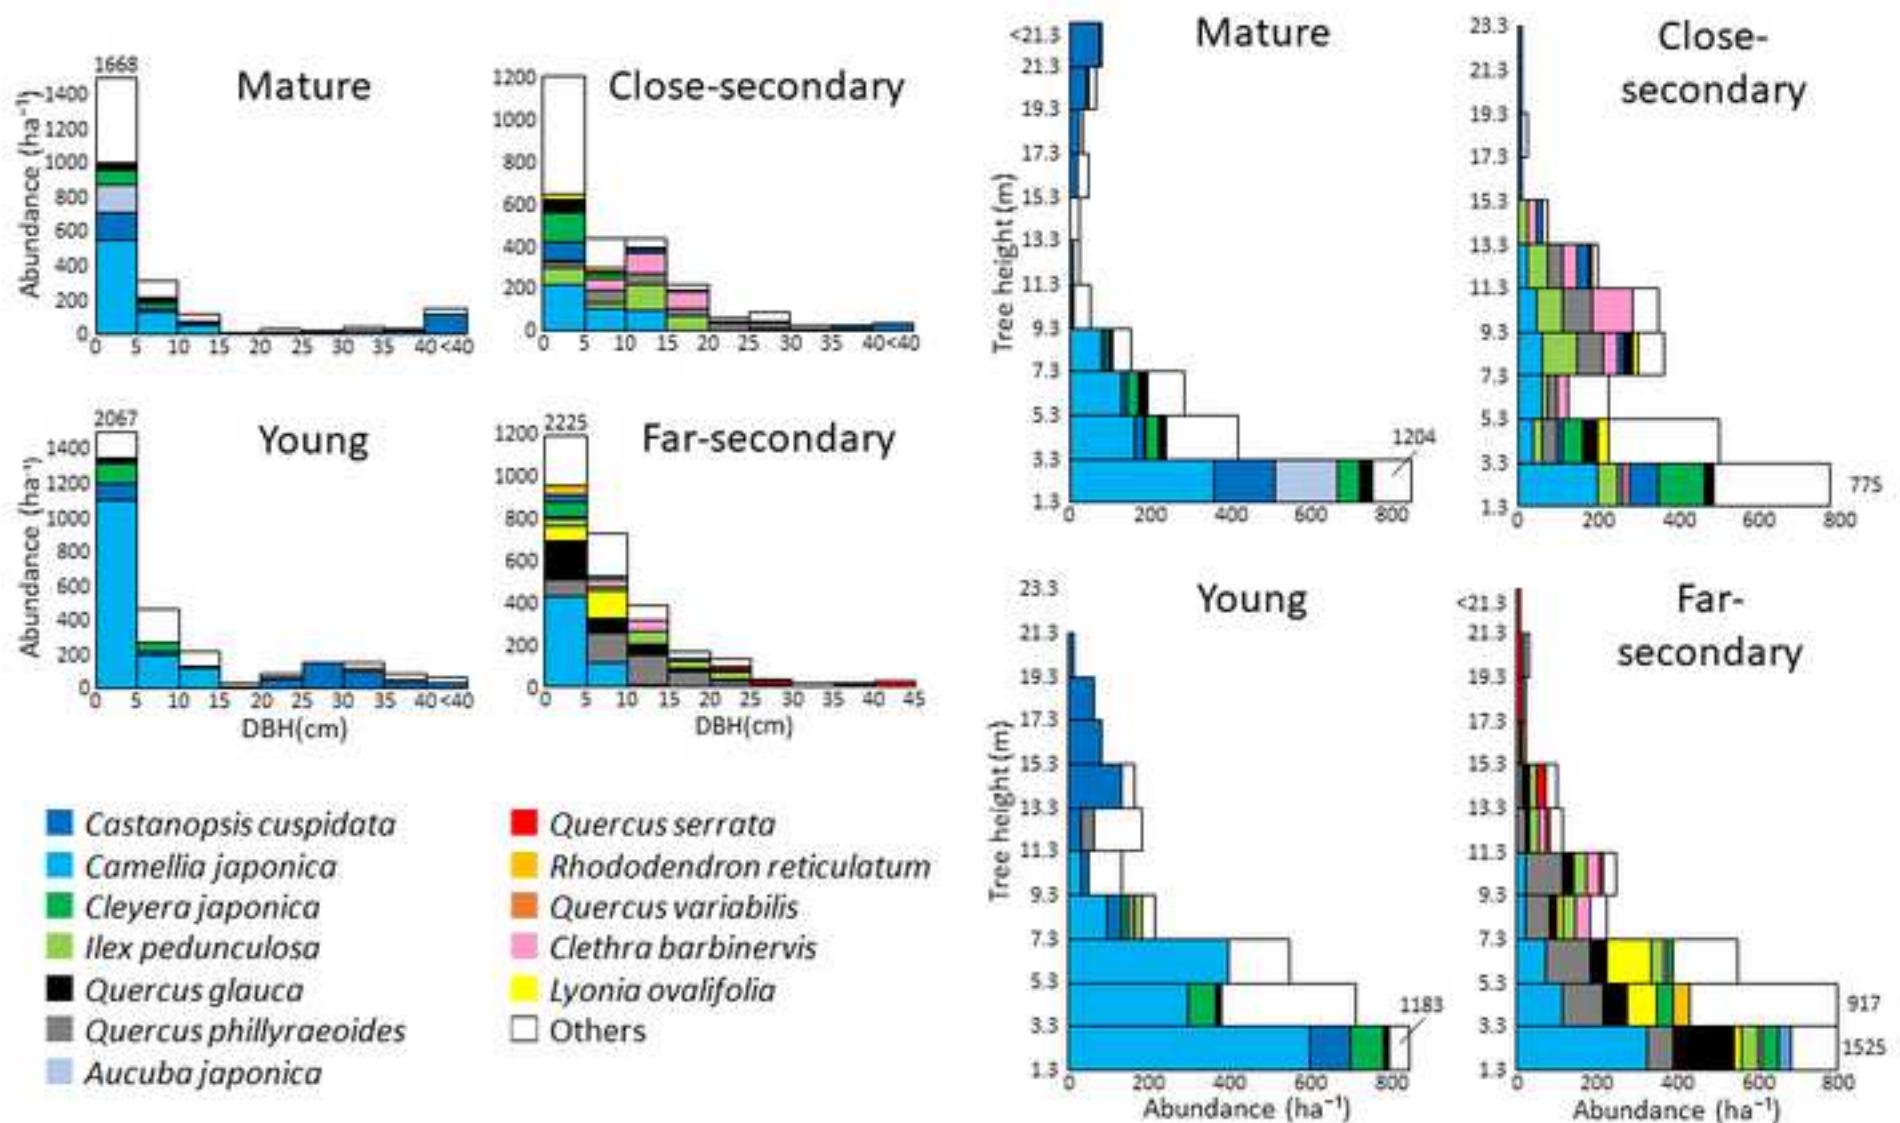 Mature
1668
Abundance (ha⁻¹)
1400
1200
1000
800
600
400
200
0
0 5 10 15 20 25 30 35 40 <40
Close-secondary
1200
1000
800
600
400
200
0
0 5 10 15 20 25 30 35 40 <40
Young
2067
Abundance (ha⁻¹)
1400
1200
1000
800
600
400
200
0
0 5 10 15 20 25 30 35 40 <40
DBH(cm)
Far-secondary
2225
1200
1000
800
600
400
200
0
0 5 10 15 20 25 30 35 40 45
DBH(cm)
Castanopsis cuspidata
Camellia japonica
Cleyera japonica
Ilex pedunculosa
Quercus glauca
Quercus phillyraeoides
Aucuba japonica
Quercus serrata
Rhododendron reticulatum
Quercus variabilis
Clethra barbinervis
Lyonia ovalifolia
Others
Mature
Tree height (m)
<21.3
21.3
19.3
17.3
15.3
13.3
11.3
9.3
7.3
5.3
3.3
1.3
1204
0 200 400 600 800
Close-
secondary
23.3
21.3
19.3
17.3
15.3
13.3
11.3
9.3
7.3
5.3
3.3
1.3
775
0 200 400 600 800
Young
Tree height (m)
23.3
21.3
19.3
17.3
15.3
13.3
11.3
9.3
7.3
5.3
3.3
1.3
1183
0 200 400 600 800
Abundance (ha⁻¹)
Far-
secondary
<21.3
21.3
19.3
17.3
15.3
13.3
11.3
9.3
7.3
5.3
3.3
1.3
917
1525
0 200 400 600 800
Abundance (ha⁻¹)